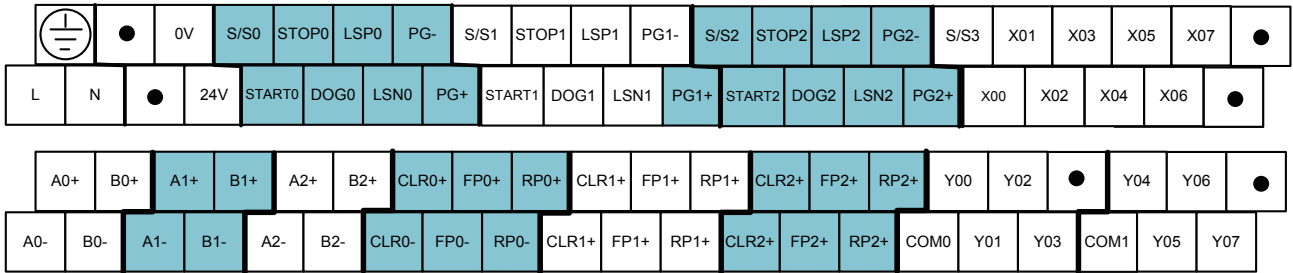 0V S/S0 STOP0 LSP0 PG- S/S1 STOP1 LSP1 PG1- S/S2 STOP2 LSP2 PG2- S/S3 X01 X03 X05 X07
L N 24V START0 DOG0 LSN0 PG+ START1 DOG1 LSN1 PG1+ START2 DOG2 LSN2 PG2+ X00 X02 X04 X06
A0+ B0+ A1+ B1+ A2+ B2+ CLR0+ FP0+ RP0+ CLR1+ FP1+ RP1+ CLR2+ FP2+ RP2+ Y00 Y02 Y04 Y06
A0- B0- A1- B1- A2- B2- CLR0- FP0- RP0- CLR1+ FP1+ RP1+ CLR2+ FP2+ RP2+ COM0 Y01 Y03 COM1 Y05 Y07